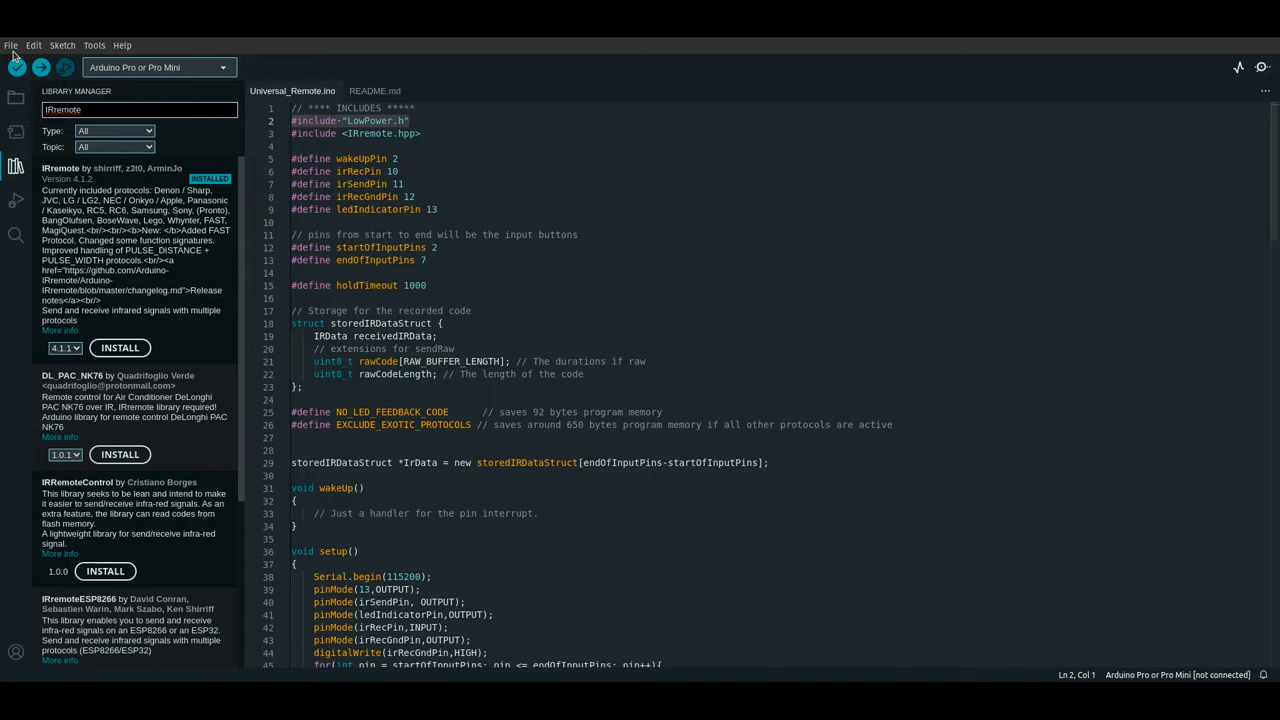 File Edit Sketch Tools Help
Arduino Pro or Pro Mini
LIBRARY MANAGER
IRremote
Type: All
Topic: All
IRremote by shirriff, z3t0, ArminJo
Version 4.1.2 INSTALLED
Currently included protocols: Denon / Sharp,
JVC, LG / LG2, NEC / Onkyo / Apple, Panasonic
/ Kaseikyo, RC5, RC6, Samsung, Sony, (Pronto),
BangOlufsen, BoseWave, Lego, Whynter, FAST,
MagiQuest.<br/><br/><b>New: </b>Added FAST
Protocol. Changed some function signatures.
Improved handling of PULSE_DISTANCE +
PULSE_WIDTH protocols.<br/><a
href="https://github.com/Arduino-
IRremote/Arduino-
IRremote/blob/master/changelog.md">Release
notes</a><br/>
Send and receive infrared signals with multiple
protocols
More info
4.1.1 INSTALL
DL_PAC_NK76 by Quadrifoglio Verde
<quadrifoglio@protonmail.com>
Remote control for Air Conditioner DeLonghi
PAC NK76 over IR, IRremote library required!
Arduino library for remote control DeLonghi PAC
NK76
More info
1.0.1 INSTALL
IRRemoteControl by Cristiano Borges
This library seeks to be lean and intend to make
it easier to send/receive infra-red signals. As an
extra feature, the library can read codes from
flash memory.
A lightweight library for send/receive infra-red
signal.
More info
1.0.0 INSTALL
IRremoteESP8266 by David Conran,
Sebastien Warin, Mark Szabo, Ken Shirriff
This library enables you to send and receive
infra-red signals on an ESP8266 or an ESP32.
Send and receive infrared signals with multiple
protocols (ESP8266/ESP32)
More info
Universal_Remote.ino README.md
1 // **** INCLUDES *****
2 #include·"LowPower.h"
3 #include <IRremote.hpp>
4
5 #define wakeUpPin 2
6 #define irRecPin 10
7 #define irSendPin 11
8 #define irRecGndPin 12
9 #define ledIndicatorPin 13
10
11 // pins from start to end will be the input buttons
12 #define startOfInputPins 2
13 #define endOfInputPins 7
14
15 #define holdTimeout 1000
16
17 // Storage for the recorded code
18 struct storedIRDataStruct {
19 IRData receivedIRData;
20 // extensions for sendRaw
21 uint8_t rawCode[RAW_BUFFER_LENGTH]; // The durations if raw
22 uint8_t rawCodeLength; // The length of the code
23 };
24
25 #define NO_LED_FEEDBACK_CODE // saves 92 bytes program memory
26 #define EXCLUDE_EXOTIC_PROTOCOLS // saves around 650 bytes program memory if all other protocols are active
27
28
29 storedIRDataStruct *IrData = new storedIRDataStruct[endOfInputPins-startOfInputPins];
30
31 void wakeUp()
32 {
33 // Just a handler for the pin interrupt.
34 }
35
36 void setup()
37 {
38 Serial.begin(115200);
39 pinMode(13,OUTPUT);
40 pinMode(irSendPin, OUTPUT);
41 pinMode(ledIndicatorPin,OUTPUT);
42 pinMode(irRecPin,INPUT);
43 pinMode(irRecGndPin,OUTPUT);
44 digitalWrite(irRecGndPin,HIGH);
45 for(int pin = startOfInputPins; pin <= endOfInputPins; pin++){
Ln 2, Col 1 Arduino Pro or Pro Mini [not connected]